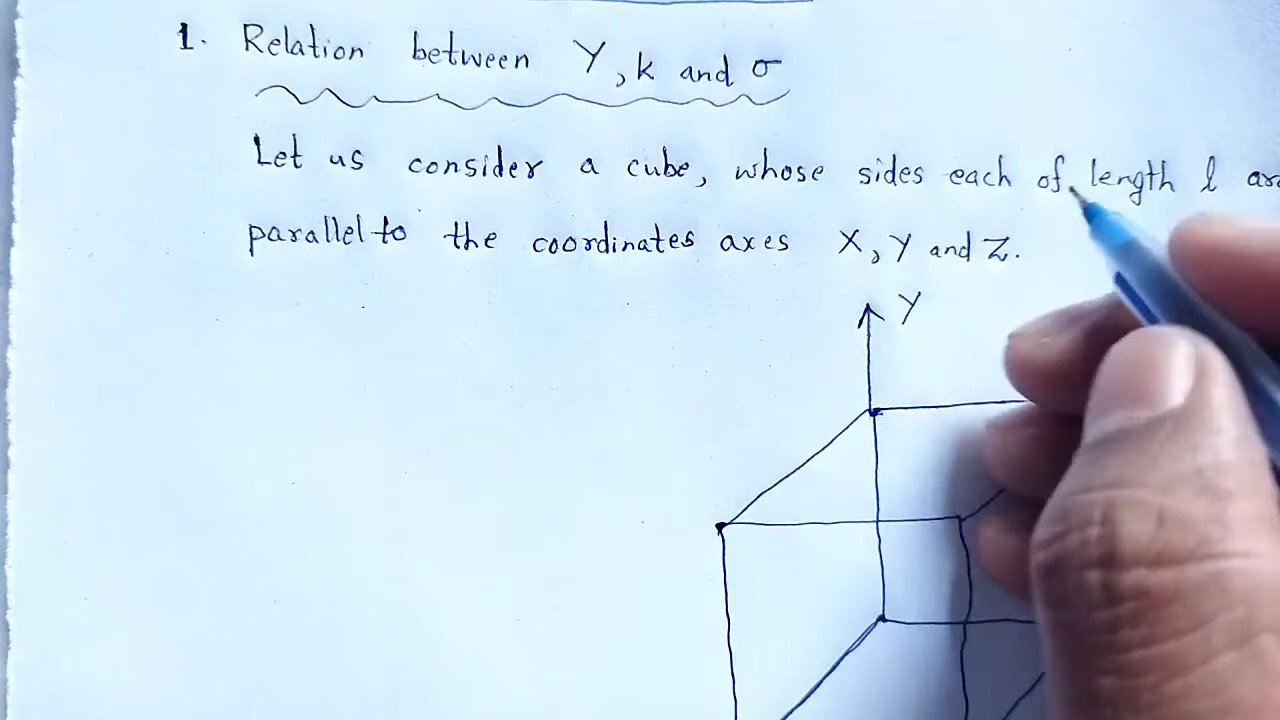 1. Relation between Y, k and σ
Let us consider a cube, whose sides each of length l
parallel to the coordinates axes X, Y and Z.
Y